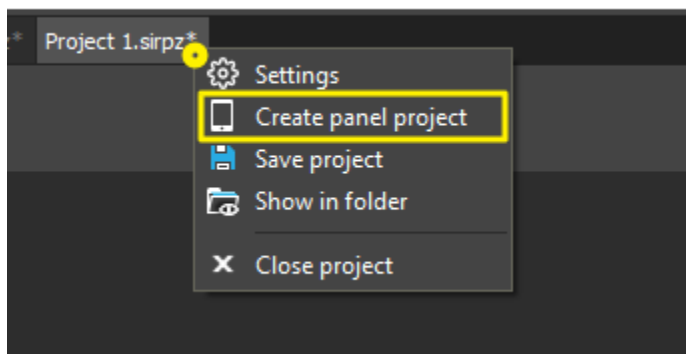 * Project 1.sirpz*
Settings
Create panel project
Save project
Show in folder
Close project